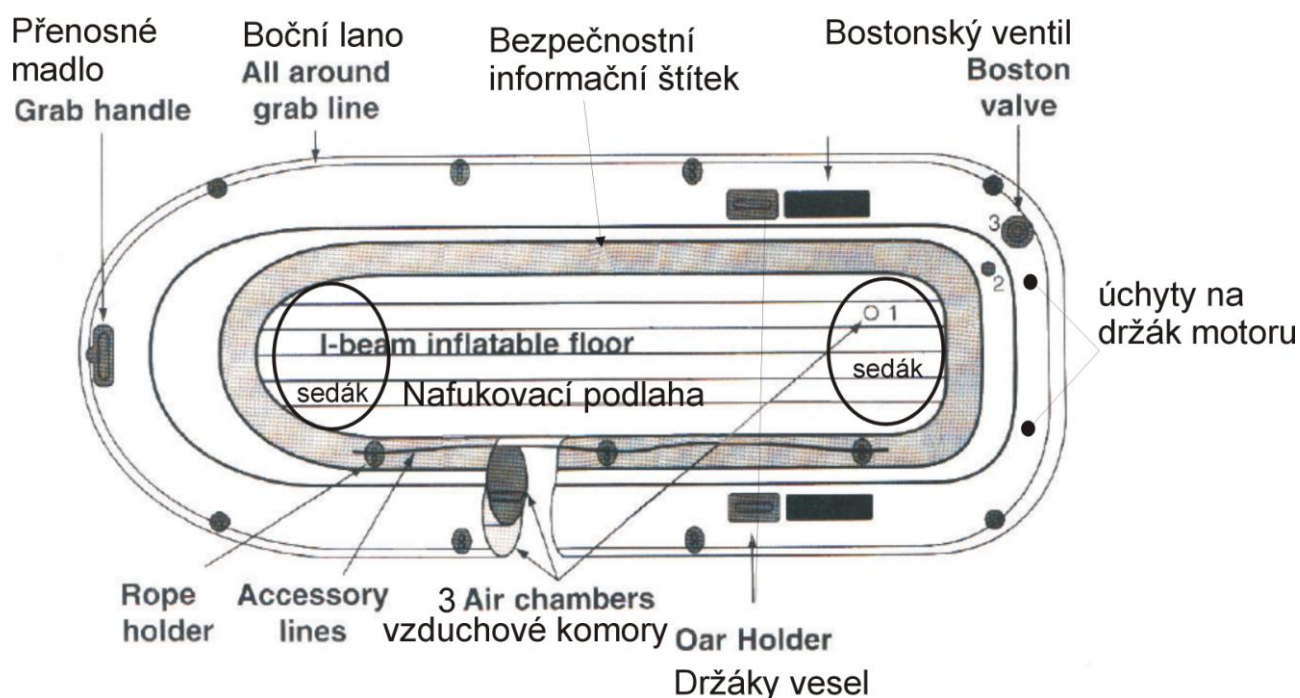 Přenosné
madlo
Grab handle
Boční lano
All around
grab line
Bezpečnostní
informační štítek
Bostonský ventil
Boston
valve
3
2
1
úchyty na
držák motoru
I-beam inflatable floor
sedák
Nafukovací podlaha
sedák
Rope
holder
Accessory
lines
3 Air chambers
vzduchové komory
Oar Holder
Držáky vesel